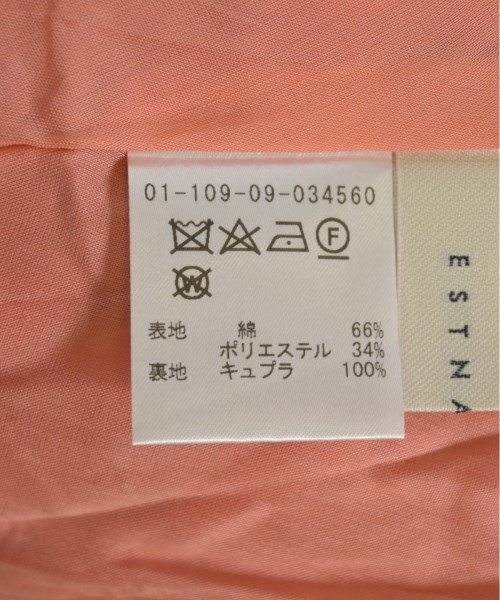 01-109-09-034560
F
W
表地 綿 66%
ポリエステル 34%
裏地 キュプラ 100%
ESTNA